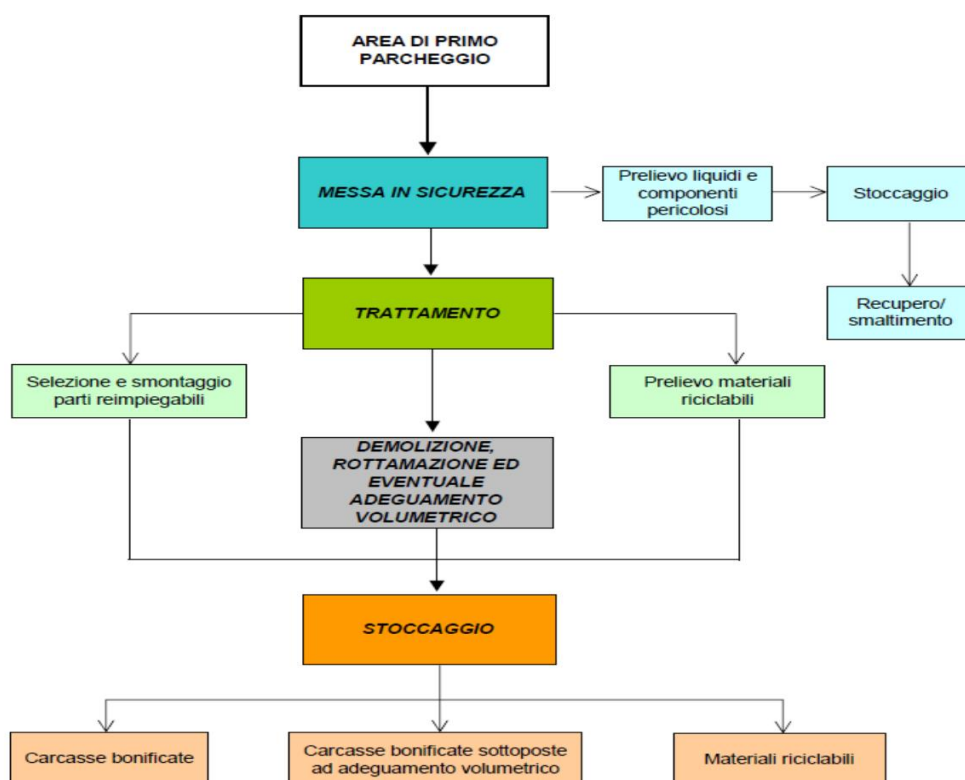 AREA DI PRIMO
PARCHEGGIO
MESSA IN SICUREZZA
Prelievo liquidi e
componenti
pericolosi
Stoccaggio
Recupero/
smaltimento
TRATTAMENTO
Selezione e smontaggio
parti reimpiegabili
Prelievo materiali
riciclabili
DEMOLIZIONE,
ROTTAMAZIONE ED
EVENTUALE
ADEGUAMENTO
VOLUMETRICO
STOCCAGGIO
Carcasse bonificate
Carcasse bonificate sottoposte
ad adeguamento volumetrico
Materiali riciclabili